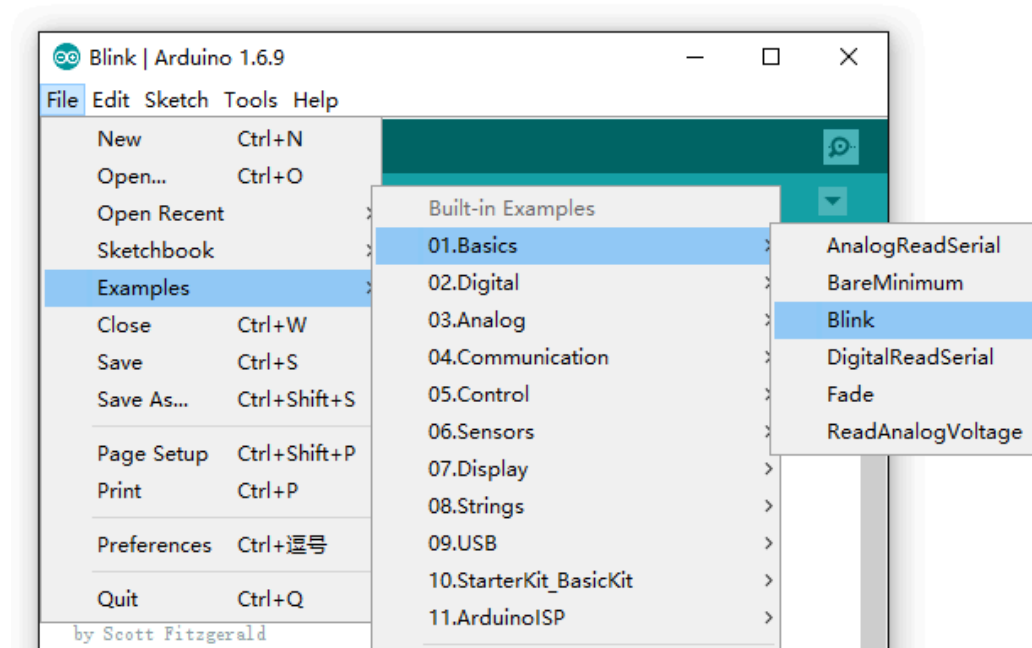 Blink | Arduino 1.6.9
File Edit Sketch Tools Help
New Ctrl+N
Open... Ctrl+O
Open Recent
Sketchbook
Examples
Close Ctrl+W
Save Ctrl+S
Save As... Ctrl+Shift+S
Page Setup Ctrl+Shift+P
Print Ctrl+P
Preferences Ctrl+逗号
Quit Ctrl+Q
by Scott Fitzgerald
Built-in Examples
01.Basics
02.Digital
03.Analog
04.Communication
05.Control
06.Sensors
07.Display
08.Strings
09.USB
10.StarterKit_BasicKit
11.ArduinoISP
AnalogReadSerial
BareMinimum
Blink
DigitalReadSerial
Fade
ReadAnalogVoltage